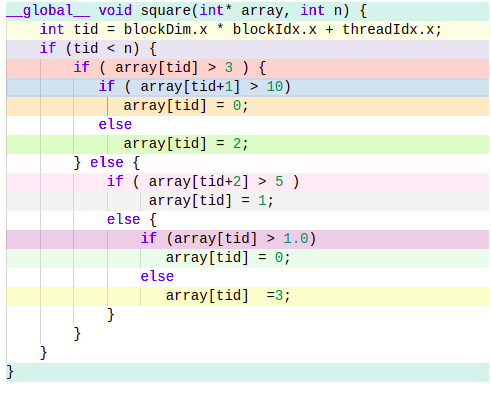 __global__ void square(int* array, int n) {
    int tid = blockDim.x * blockIdx.x + threadIdx.x;
    if (tid < n) {
        if ( array[tid] > 3 ) {
           if ( array[tid+1] > 10)
              array[tid] = 0;
           else
              array[tid] = 2;
        } else {
            if ( array[tid+2] > 5 )
                 array[tid] = 1;
            else {
                if (array[tid] > 1.0)
                   array[tid] = 0;
                else
                   array[tid]  =3;
            }
        }
    }
}